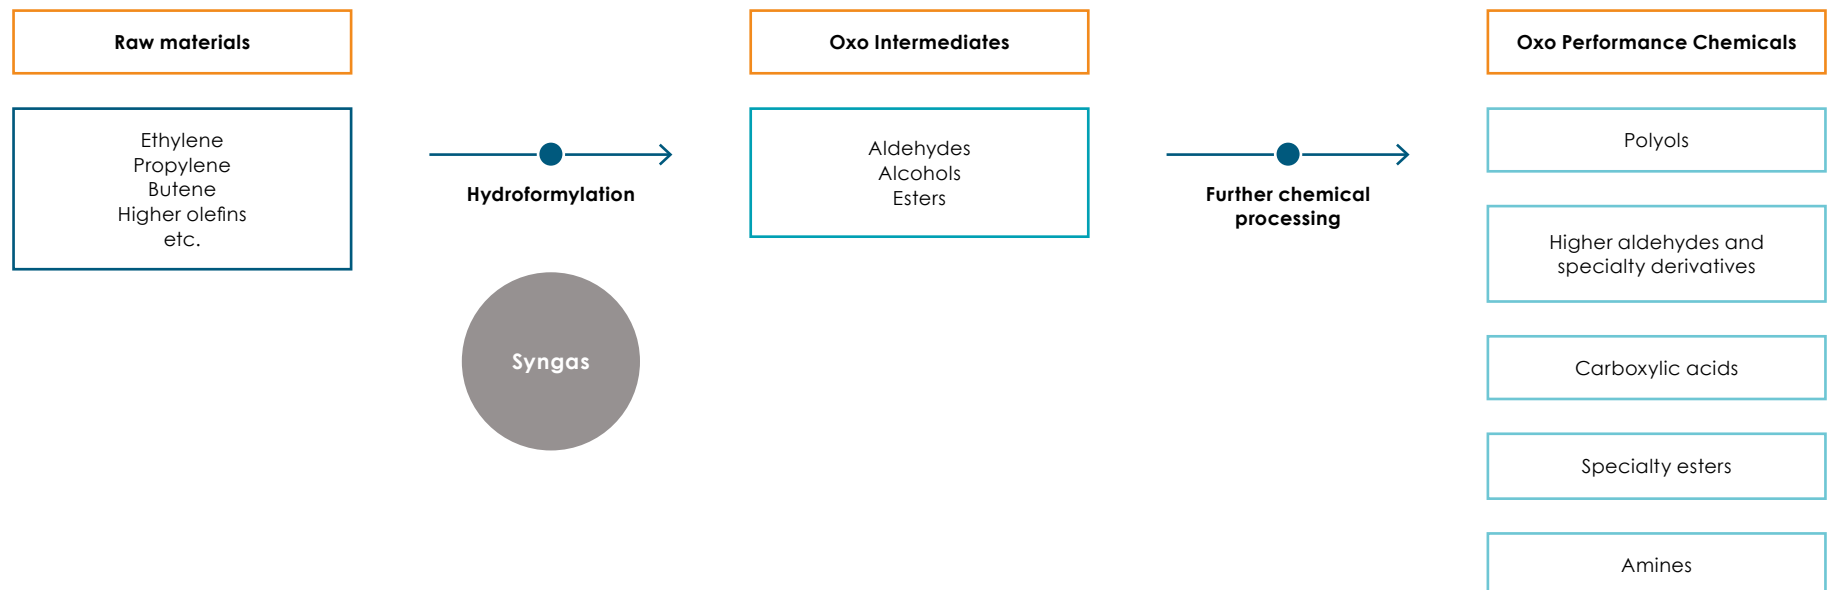 Raw materials
Ethylene
Propylene
Butene
Higher olefins
etc.
Hydroformylation
Syngas
Oxo Intermediates
Aldehydes
Alcohols
Esters
Further chemical
processing
Oxo Performance Chemicals
Polyols
Higher aldehydes and
specialty derivatives
Carboxylic acids
Specialty esters
Amines